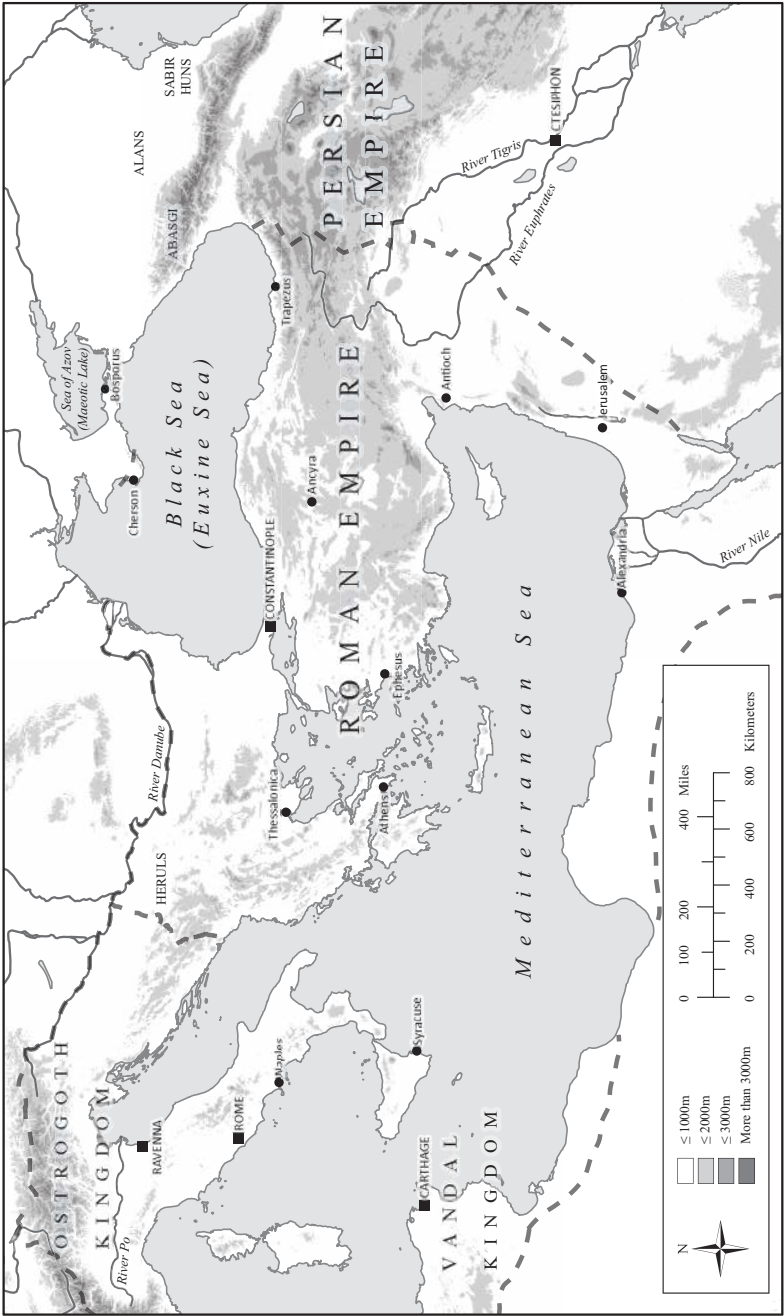 OSTROGOTH
KINGDOM
River Po
RAVENNA
ROME
Naples
Syracuse
CARTHAGE
VANDAL
KINGDOM
HERULS
River Danube
Thessalonica
Athens
Ephesus
CONSTANTINOPLE
Ancyra
ROMAN EMPIRE
Mediterranean Sea
Black Sea
(Euxine Sea)
Cherson
Bosporus
Sea of Azov
(Maeotic Lake)
Trapezus
Antioch
Jerusalem
Alexandria
River Nile
ABASGI
ALANS
SABIR
HUNS
PERSIAN
EMPIRE
River Tigris
River Euphrates
CTESIPHON
N
≤ 1000m
≤ 2000m
≤ 3000m
More than 3000m
0 100 200 400 Miles
0 200 400 600 800 Kilometers